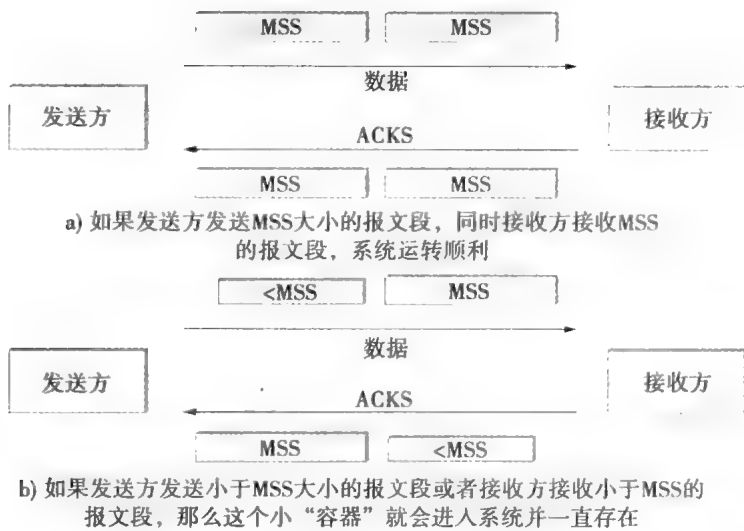 MSS MSS
数据
发送方 接收方
ACKS
MSS MSS
a) 如果发送方发送MSS大小的报文段，同时接收方接收MSS
的报文段，系统运转顺利
<MSS MSS
数据
发送方 接收方
ACKS
MSS <MSS
b) 如果发送方发送小于MSS大小的报文段或者接收方接收小于MSS的
报文段，那么这个小“容器”就会进入系统并一直存在